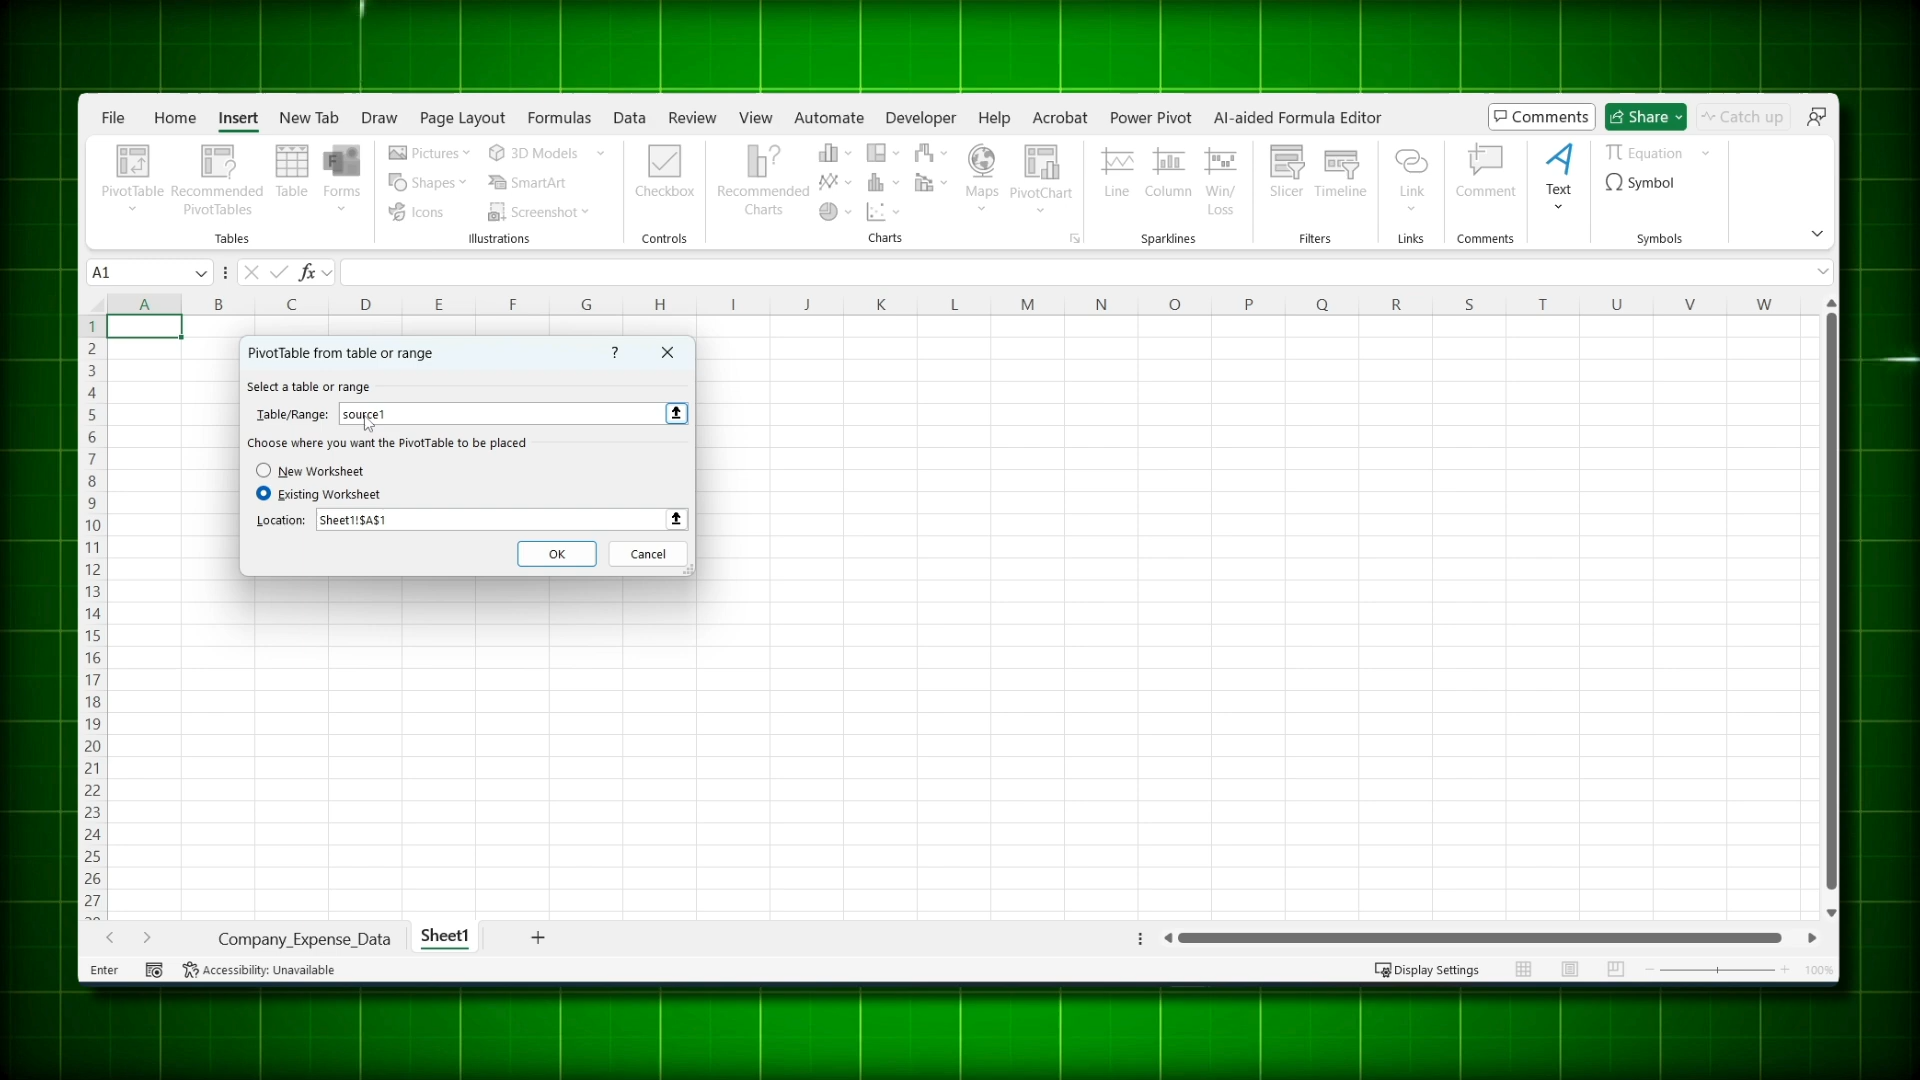 File Home Insert New Tab Draw Page Layout Formulas Data Review View Automate Developer Help Acrobat Power Pivot AI-aided Formula Editor Comments Share Catch up
PivotTable Recommended PivotTables Table Forms
Pictures
Shapes
Icons
3D Models
SmartArt
Screenshot
Checkbox
Recommended Charts
Maps PivotChart
Line Column Win/ Loss
Slicer Timeline
Link
Comment
Text
Equation
Symbol
Tables Illustrations Controls Charts Sparklines Filters Links Comments Symbols
A1 fx
A B C D E F G H I J K L M N O P Q R S T U V W
1
2
3
4
5
6
7
8
9
10
11
12
13
14
15
16
17
18
19
20
21
22
23
24
25
26
27
PivotTable from table or range ?
Select a table or range
Table/Range: source1
Choose where you want the PivotTable to be placed
New Worksheet
Existing Worksheet
Location: Sheet1!$A$1
OK Cancel
Company_Expense_Data Sheet1
Enter Accessibility: Unavailable Display Settings 100%